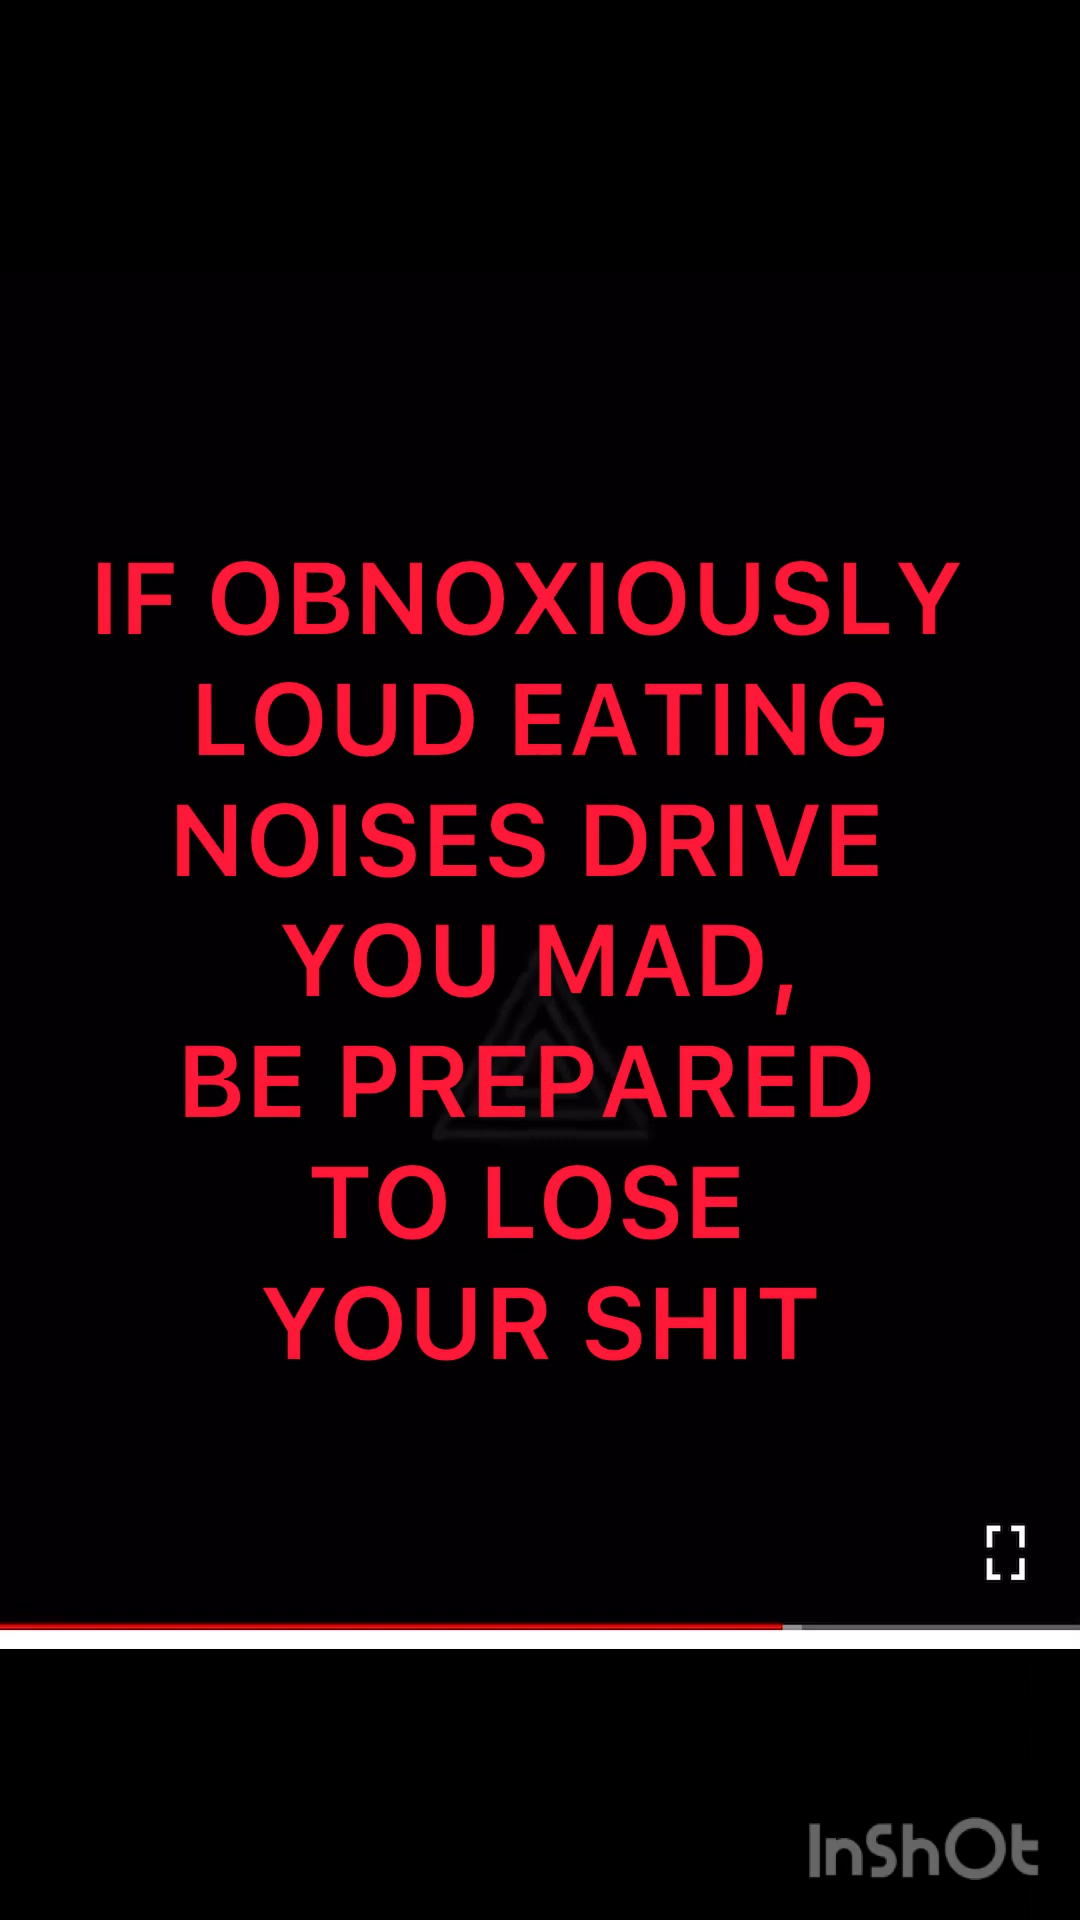 IF OBNOXIOUSLY
LOUD EATING
NOISES DRIVE
YOU MAD,
BE PREPARED
TO LOSE
YOUR SHIT
InShOt